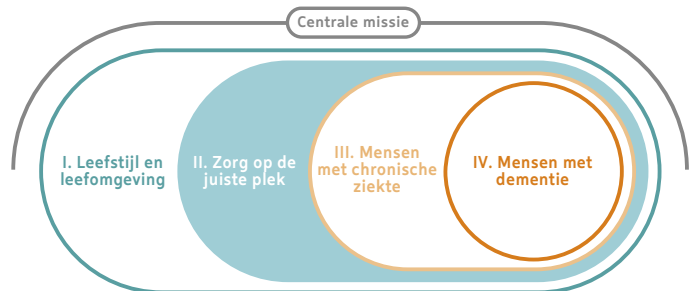 Centrale missie
I. Leefstijl en
leefomgeving
II. Zorg op de
juiste plek
III. Mensen
met chronische
ziekte
IV. Mensen met
dementie